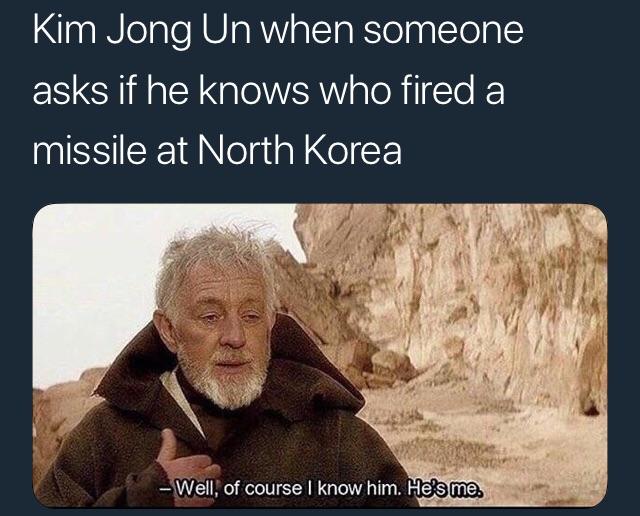 Kim Jong Un when someone
asks if he knows who fired a
missile at North Korea
– Well, of course I know him. He's me.